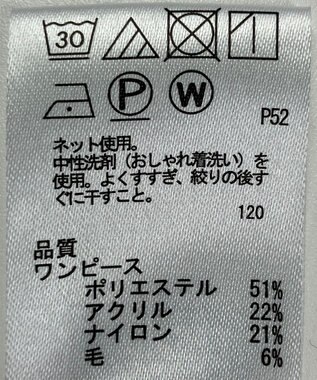 30
P W
P52
ネット使用。
中性洗剤(おしゃれ着洗い)を
使用。よくすすぎ、絞りの後す
ぐに干すこと。
120
品質
ワンピース
ポリエステル 51%
アクリル 22%
ナイロン 21%
毛 6%